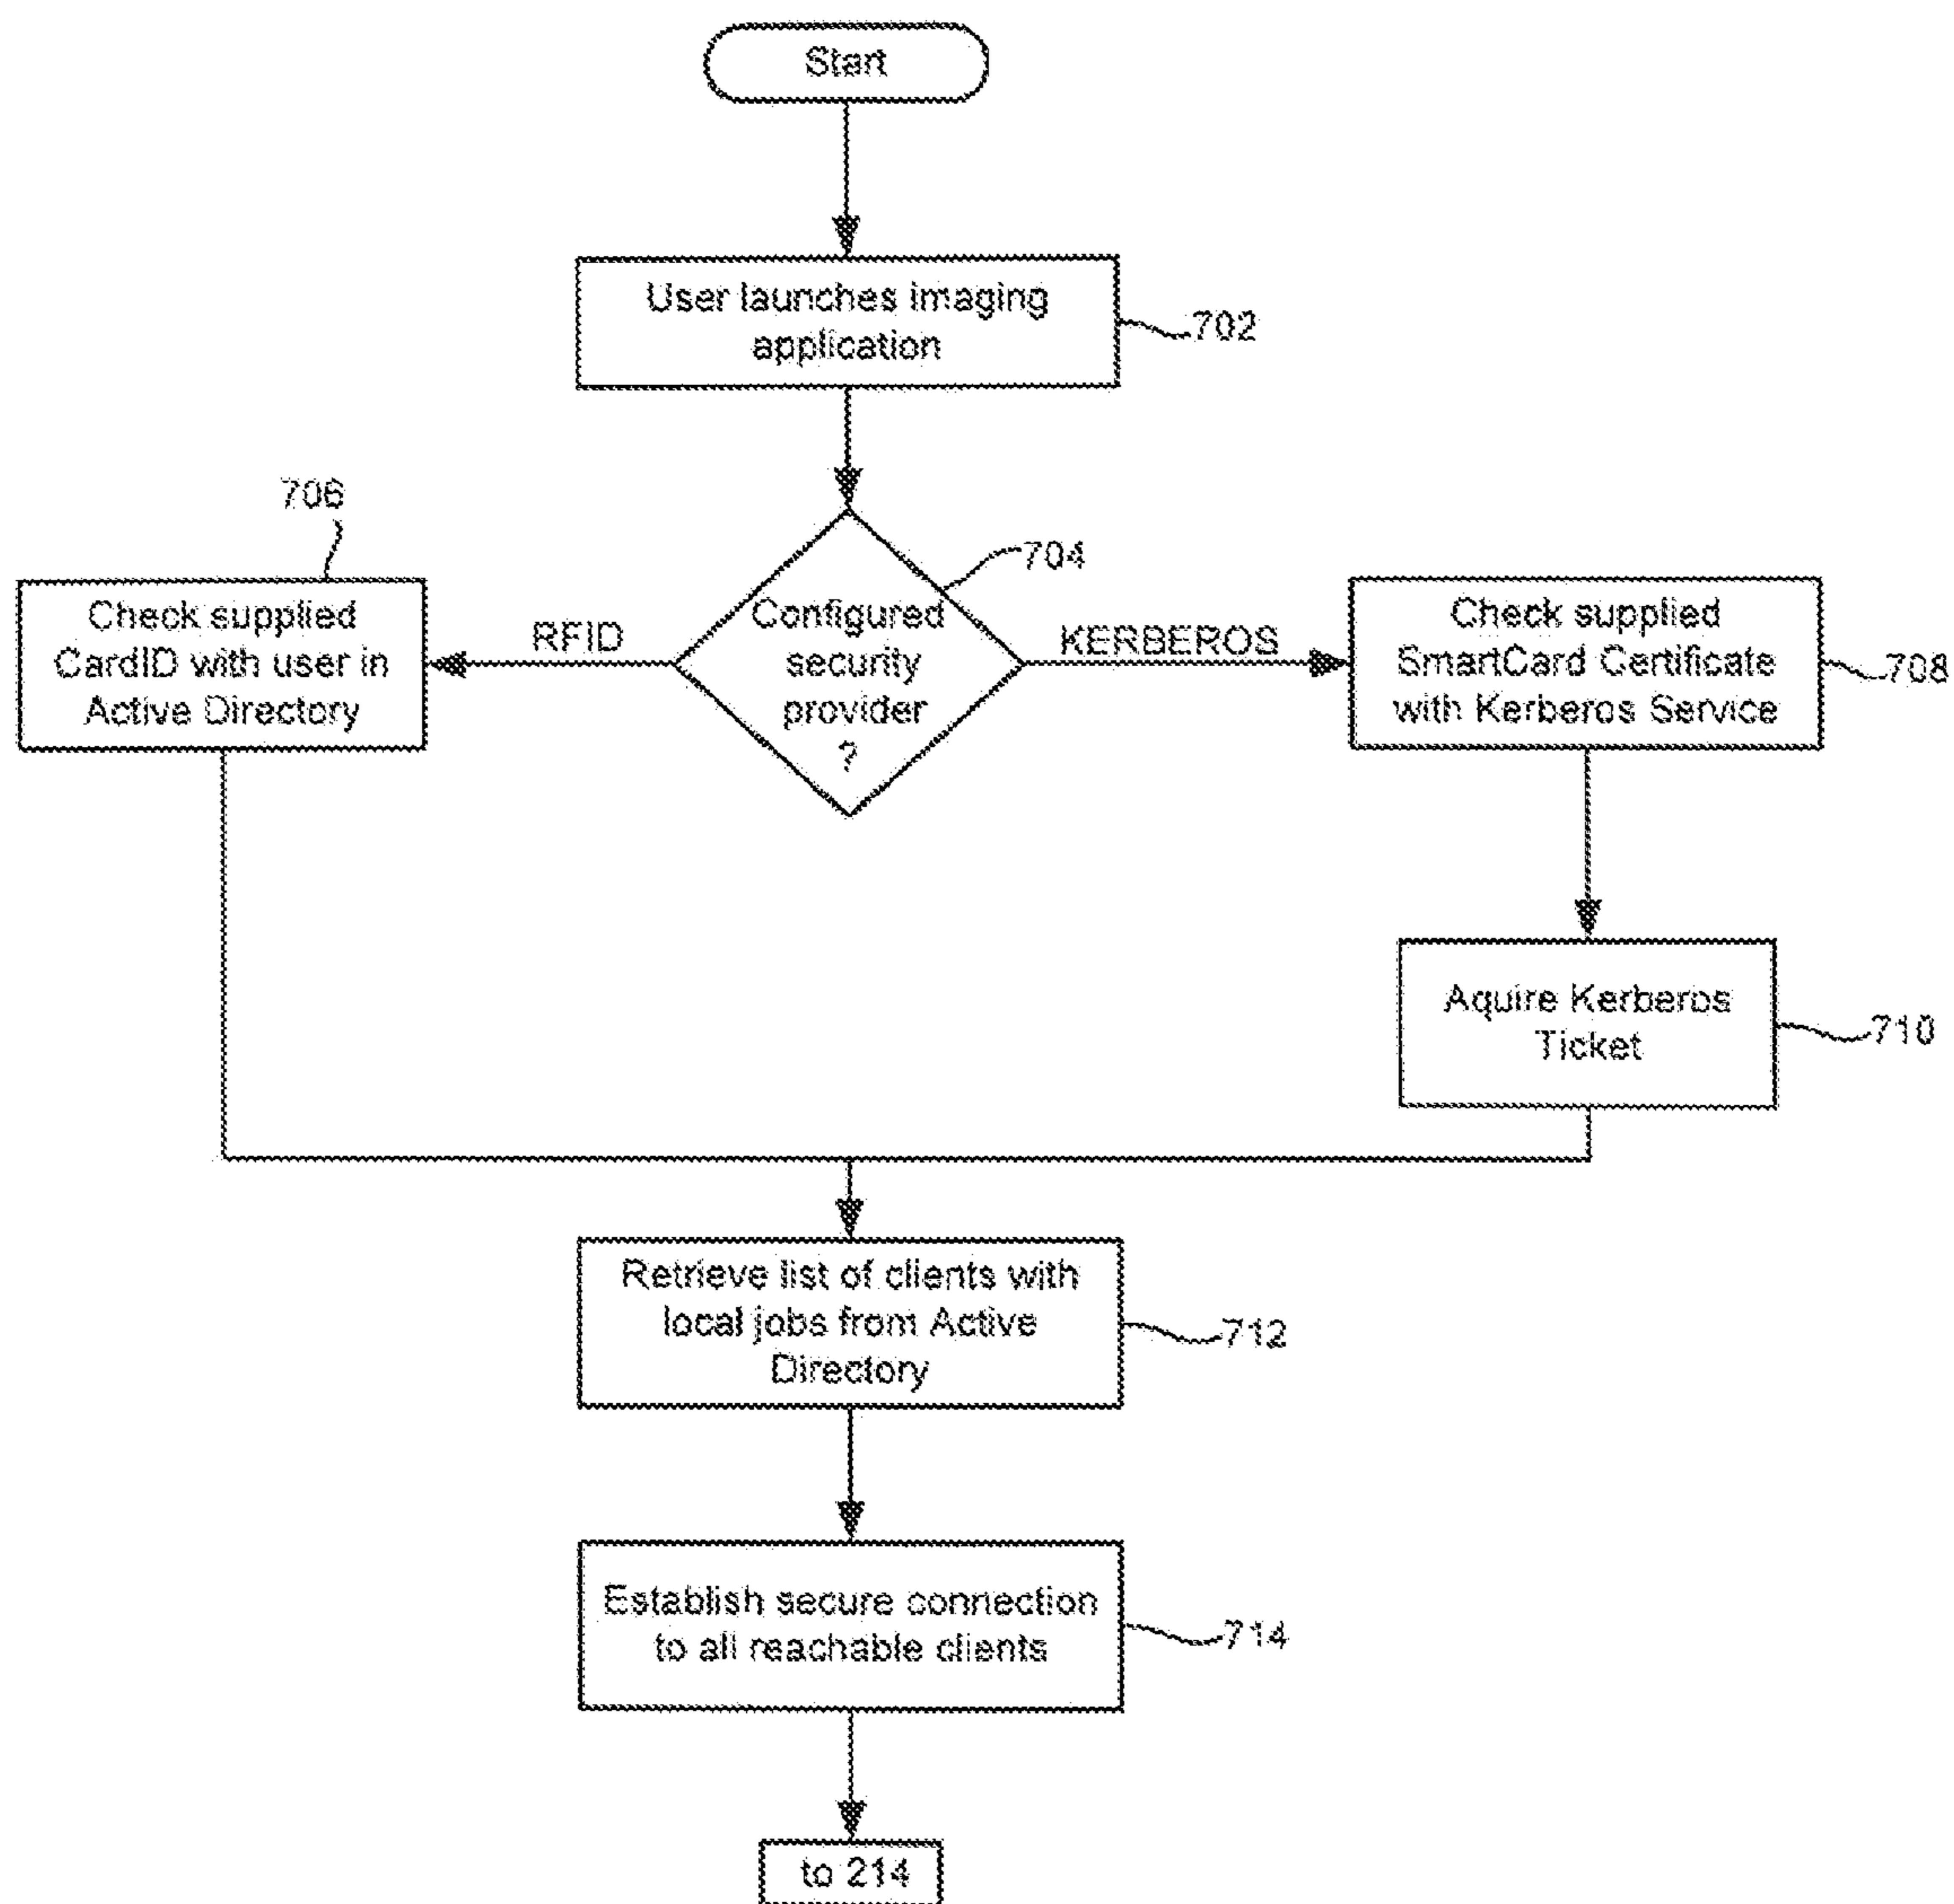 Start
User launches imaging
application
702
706
704
Check supplied
CardID with user in
Active Directory
RFID
Configured
security
provider
?
KERBEROS
Check supplied
SmartCard Certificate
with Kerberos Service
708
Aquire Kerberos
Ticket
710
Retrieve list of clients with
local jobs from Active
Directory
712
Establish secure connection
to all reachable clients
714
to 214